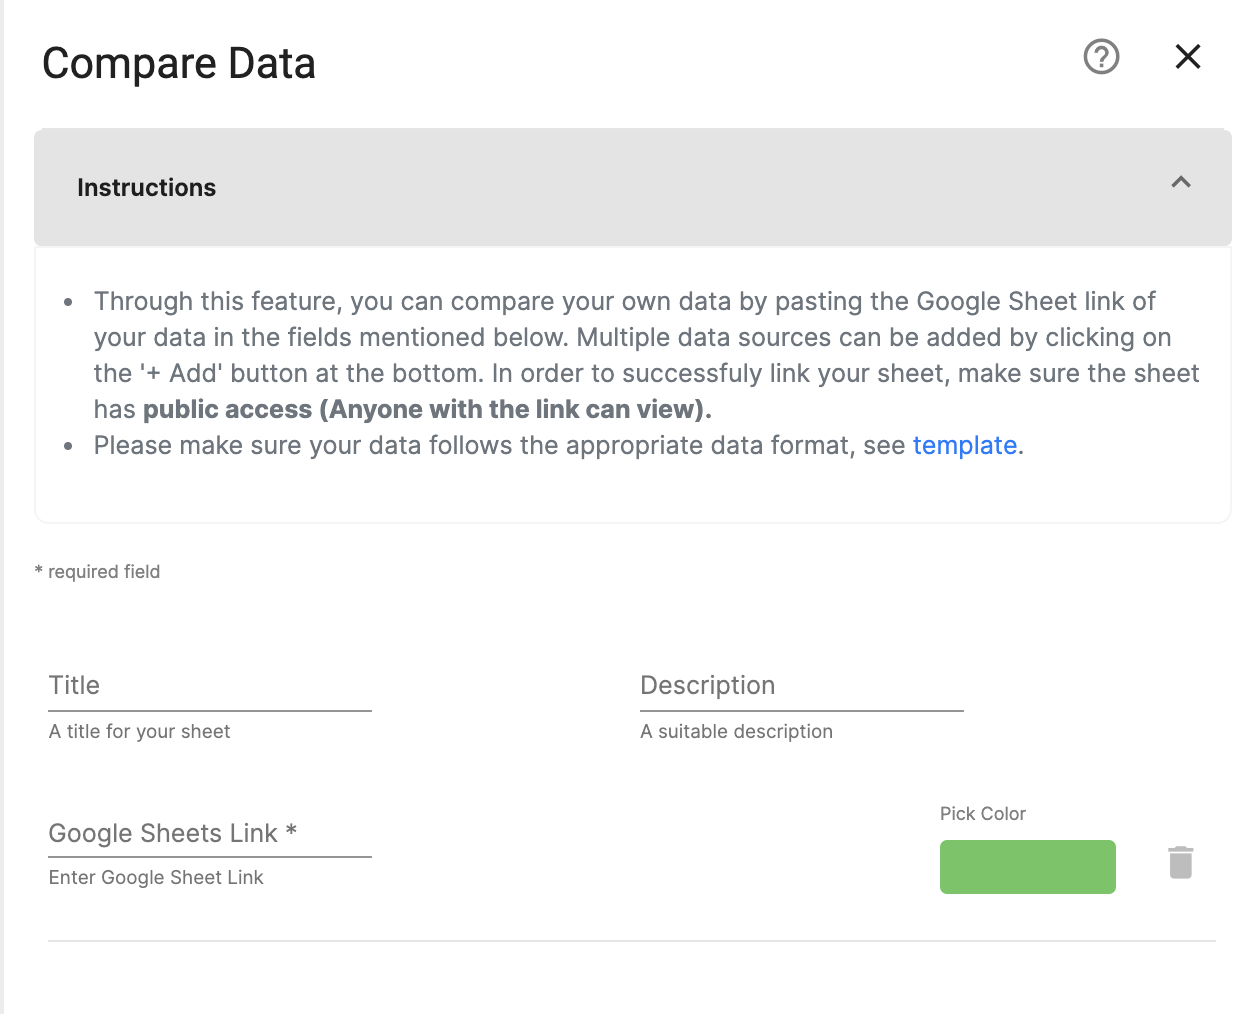 Compare Data
Instructions
• Through this feature, you can compare your own data by pasting the Google Sheet link of
your data in the fields mentioned below. Multiple data sources can be added by clicking on
the '+ Add' button at the bottom. In order to successfuly link your sheet, make sure the sheet
has public access (Anyone with the link can view).
• Please make sure your data follows the appropriate data format, see template.
* required field
Title
A title for your sheet
Description
A suitable description
Google Sheets Link *
Enter Google Sheet Link
Pick Color